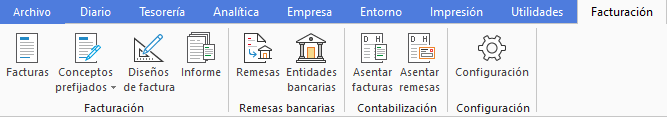 Archivo Diario Tesorería Analítica Empresa Entorno Impresión Utilidades Facturación
Facturas Conceptos prefijados Diseños de factura Informe Remesas Entidades bancarias Asentar facturas Asentar remesas Configuración
D H D H
Facturación Remesas bancarias Contabilización Configuración